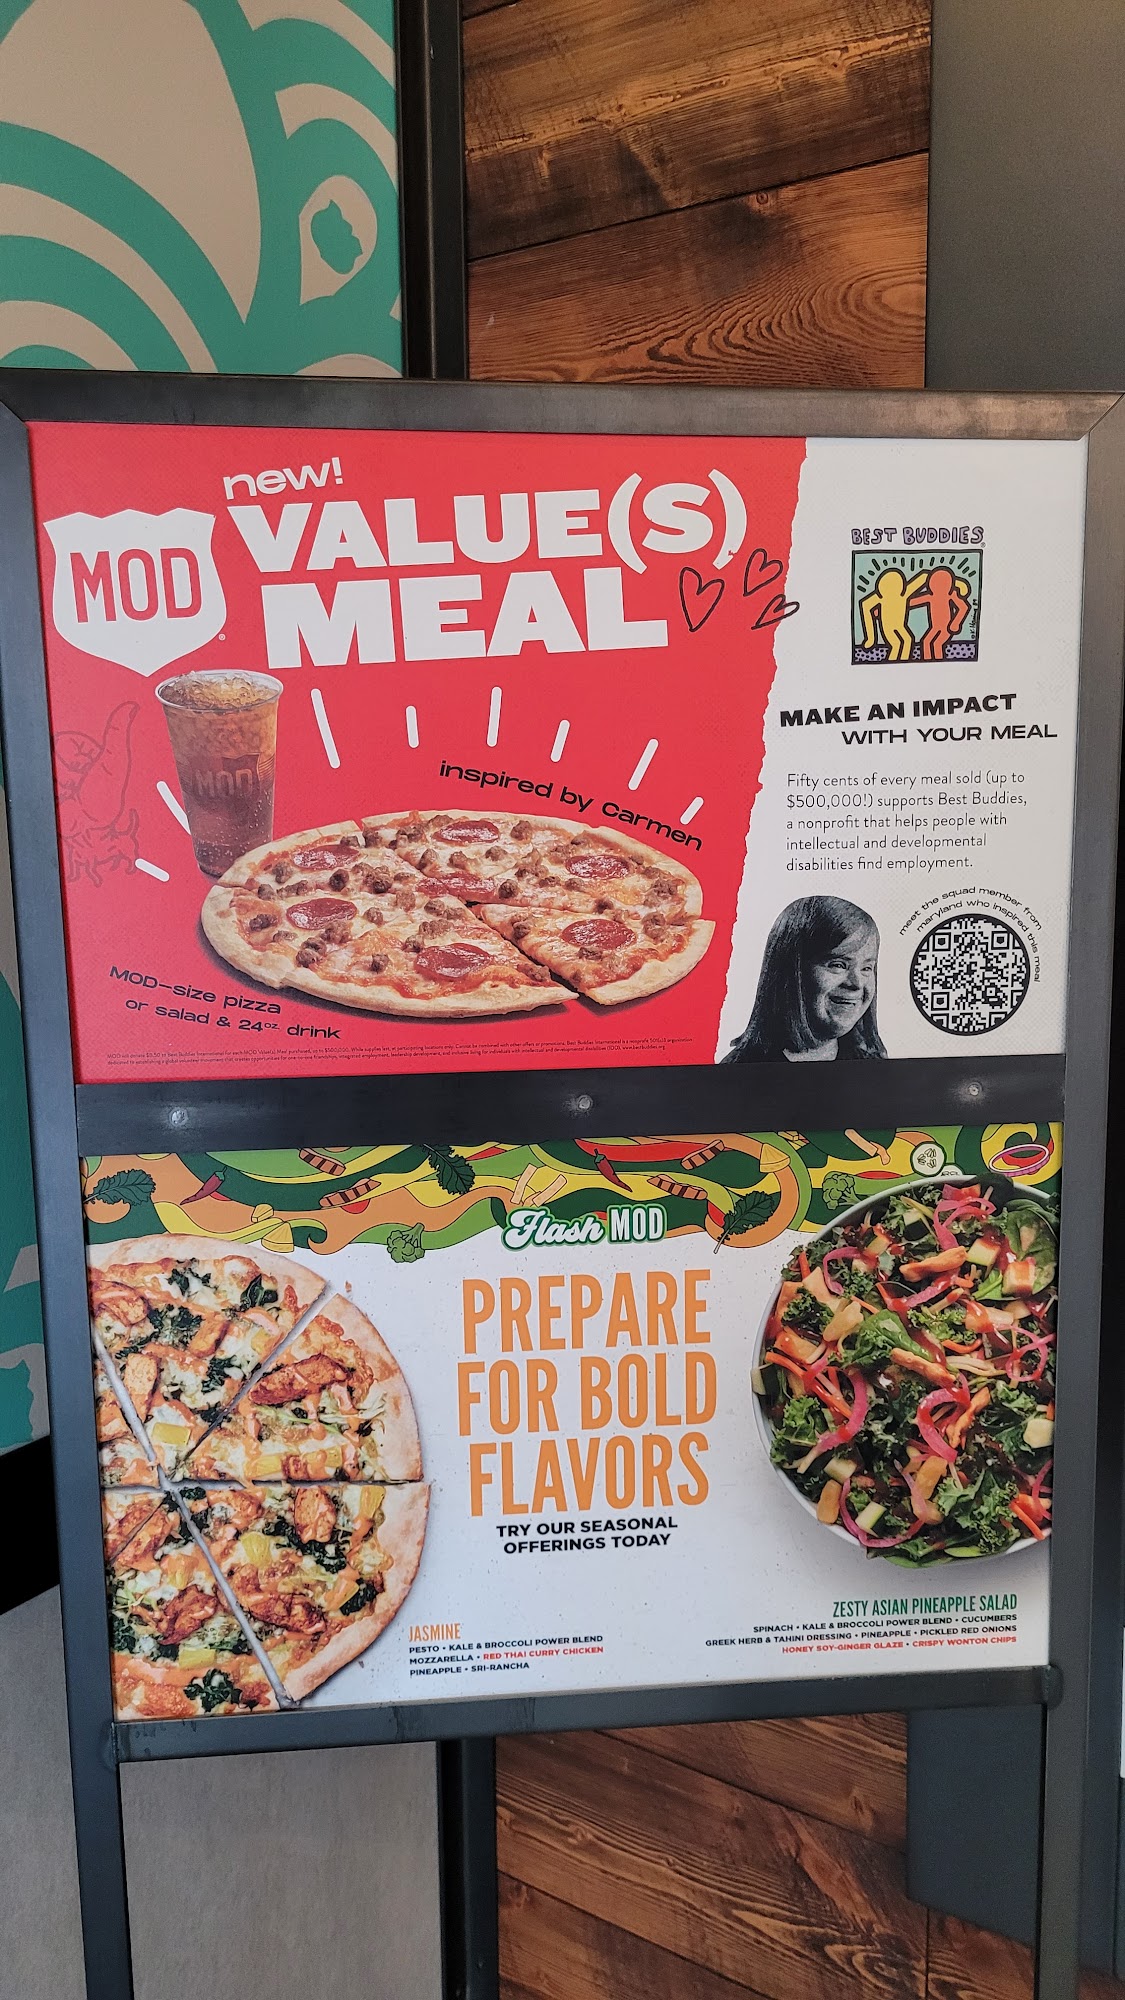 new!
VALUE(S)
MEAL
MOD
®
MOD
inspired by Carmen
MOD-size pizza
or salad & 24oz. drink
BEST BUDDIES®
MAKE AN IMPACT
WITH YOUR MEAL
Fifty cents of every meal sold (up to
$500,000!) supports Best Buddies,
a nonprofit that helps people with
intellectual and developmental
disabilities find employment.
meet the squad member from
maryland who inspired this meal
Flash MOD
PREPARE
FOR BOLD
FLAVORS
TRY OUR SEASONAL
OFFERINGS TODAY
JASMINE
PESTO • KALE & BROCCOLI POWER BLEND
MOZZARELLA • RED THAI CURRY CHICKEN
PINEAPPLE • SRI-RANCHA
ZESTY ASIAN PINEAPPLE SALAD
SPINACH • KALE & BROCCOLI POWER BLEND • CUCUMBERS
GREEK HERB & TAHINI DRESSING • PINEAPPLE • PICKLED RED ONIONS
HONEY SOY-GINGER GLAZE • CRISPY WONTON CHIPS